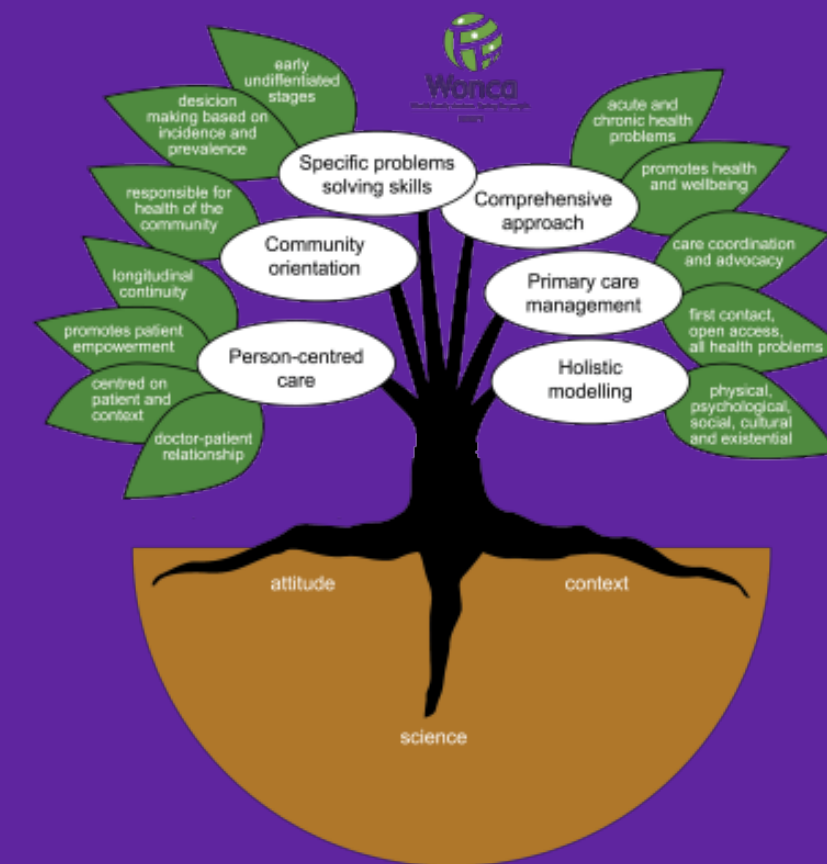 Wonca
early
undiffentiated
stages
desicion
making based on
incidence and
prevalence
responsible for
health of the
community
longitudinal
continuity
promotes patient
empowerment
centred on
patient and
context
doctor-patient
relationship
Specific problems
solving skills
Community
orientation
Person-centred
care
Comprehensive
approach
Primary care
management
Holistic
modelling
acute and
chronic health
problems
promotes health
and wellbeing
care coordination
and advocacy
first contact,
open access,
all health problems
physical,
psychological,
social, cultural
and existential
attitude
context
science